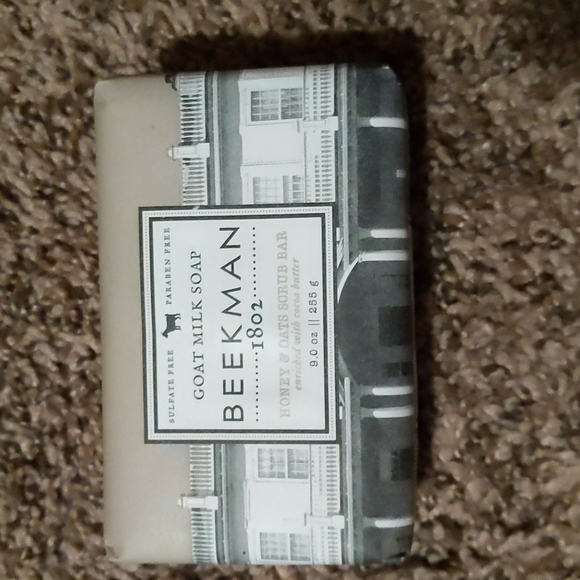 SULFATE FREE PARABEN FREE
GOAT MILK SOAP
BEEKMAN
1802
HONEY & OATS SCRUB BAR
enriched with cocoa butter
9.0 oz || 255 g